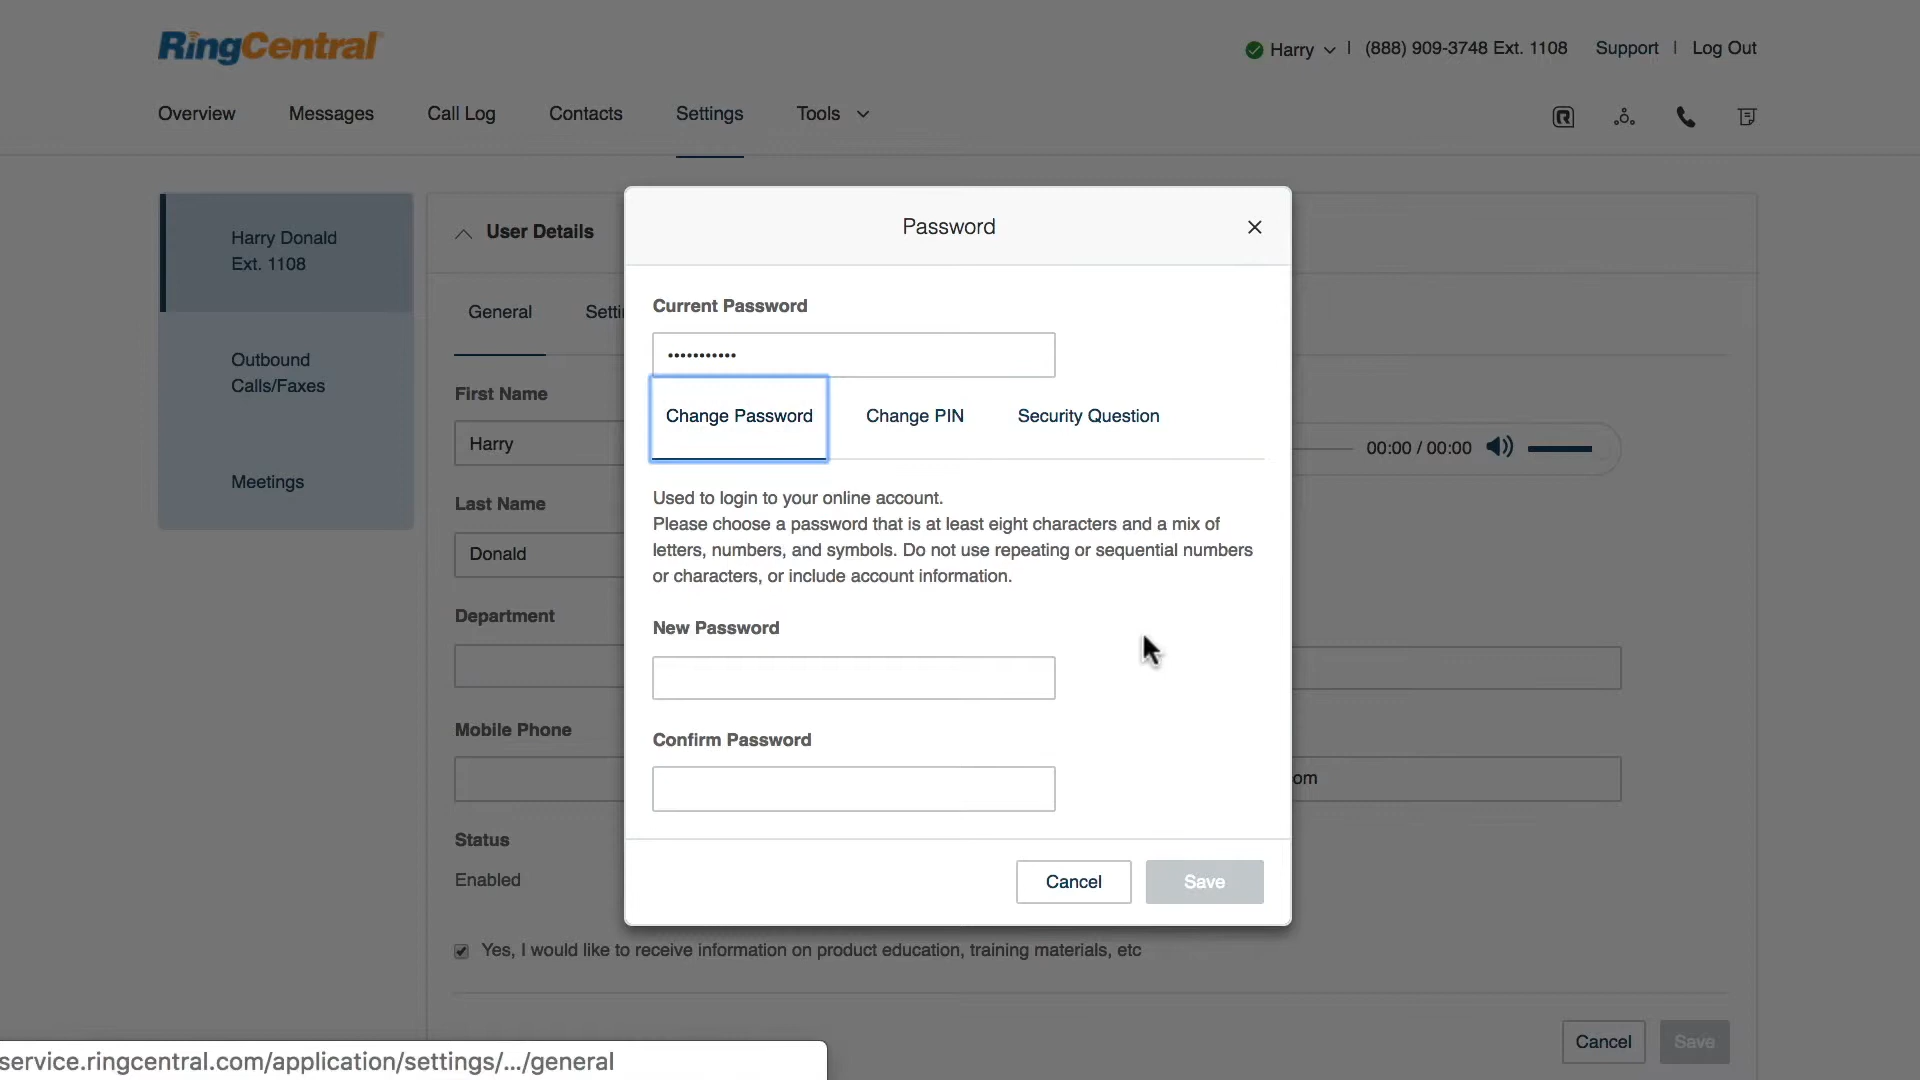 RingCentral
Harry | (888) 909-3748 Ext. 1108 Support | Log Out
Overview Messages Call Log Contacts Settings Tools
Harry Donald
Ext. 1108
Outbound
Calls/Faxes
Meetings
User Details
General Setti
First Name
Harry
Last Name
Donald
Department
Mobile Phone
Status
Enabled
00:00 / 00:00
om
Password
Current Password
•••••••••••
Change Password Change PIN Security Question
Used to login to your online account.
Please choose a password that is at least eight characters and a mix of
letters, numbers, and symbols. Do not use repeating or sequential numbers
or characters, or include account information.
New Password
Confirm Password
Cancel Save
Yes, I would like to receive information on product education, training materials, etc
Cancel Save
service.ringcentral.com/application/settings/.../general